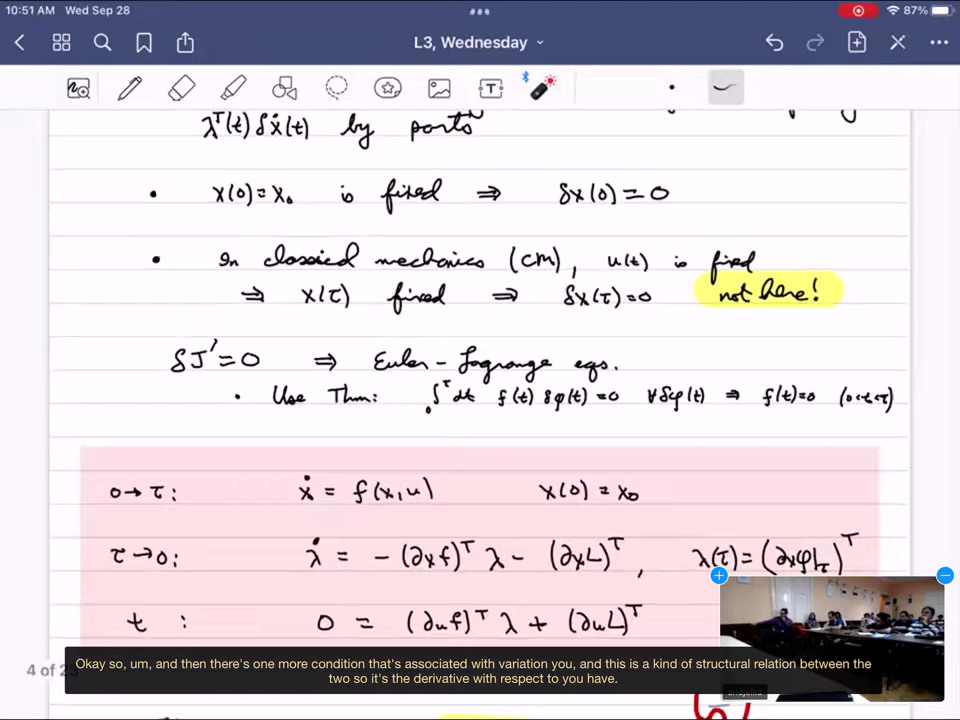 10:51 AM Wed Sep 28
87%
L3, Wednesday
λᵀ(t) δẋ(t) by parts
• x(0)=x₀ is fixed ⇒ δx(0)=0
• In classical mechanics (CM), u(t) is fixed
⇒ x(τ) fixed ⇒ δx(τ)=0 not here!
δJ'=0 ⇒ Euler-Lagrange eqs.
• Use Thm: ∫₀^τ dt f(t) δφ(t)=0 ∀δφ(t) ⇒ f(t)=0 (0<t<τ)
0→τ: ẋ = f(x,u) x(0)=x₀
τ→0: λ̇ = -(∂ₓf)ᵀ λ - (∂ₓL)ᵀ, λ(τ)=(∂ₓφ|_τ)ᵀ
t: 0 = (∂ᵤf)ᵀ λ + (∂ᵤL)ᵀ
4 of 23
Okay so, um, and then there's one more condition that's associated with variation you, and this is a kind of structural relation between the
two so it's the derivative with respect to you have.